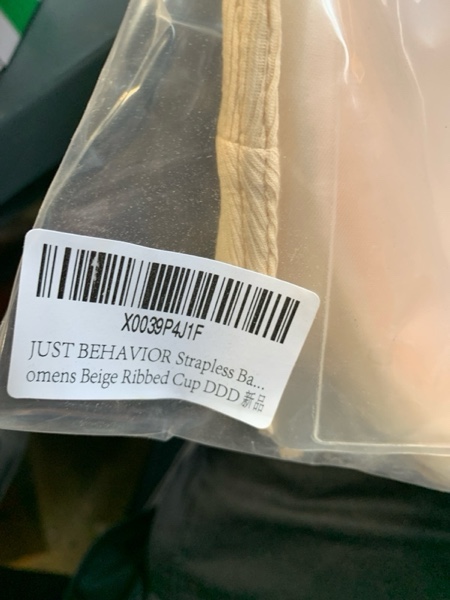 X0039P4J1F
JUST BEHAVIOR Strapless Ba...
omens Beige Ribbed Cup DDD 新品